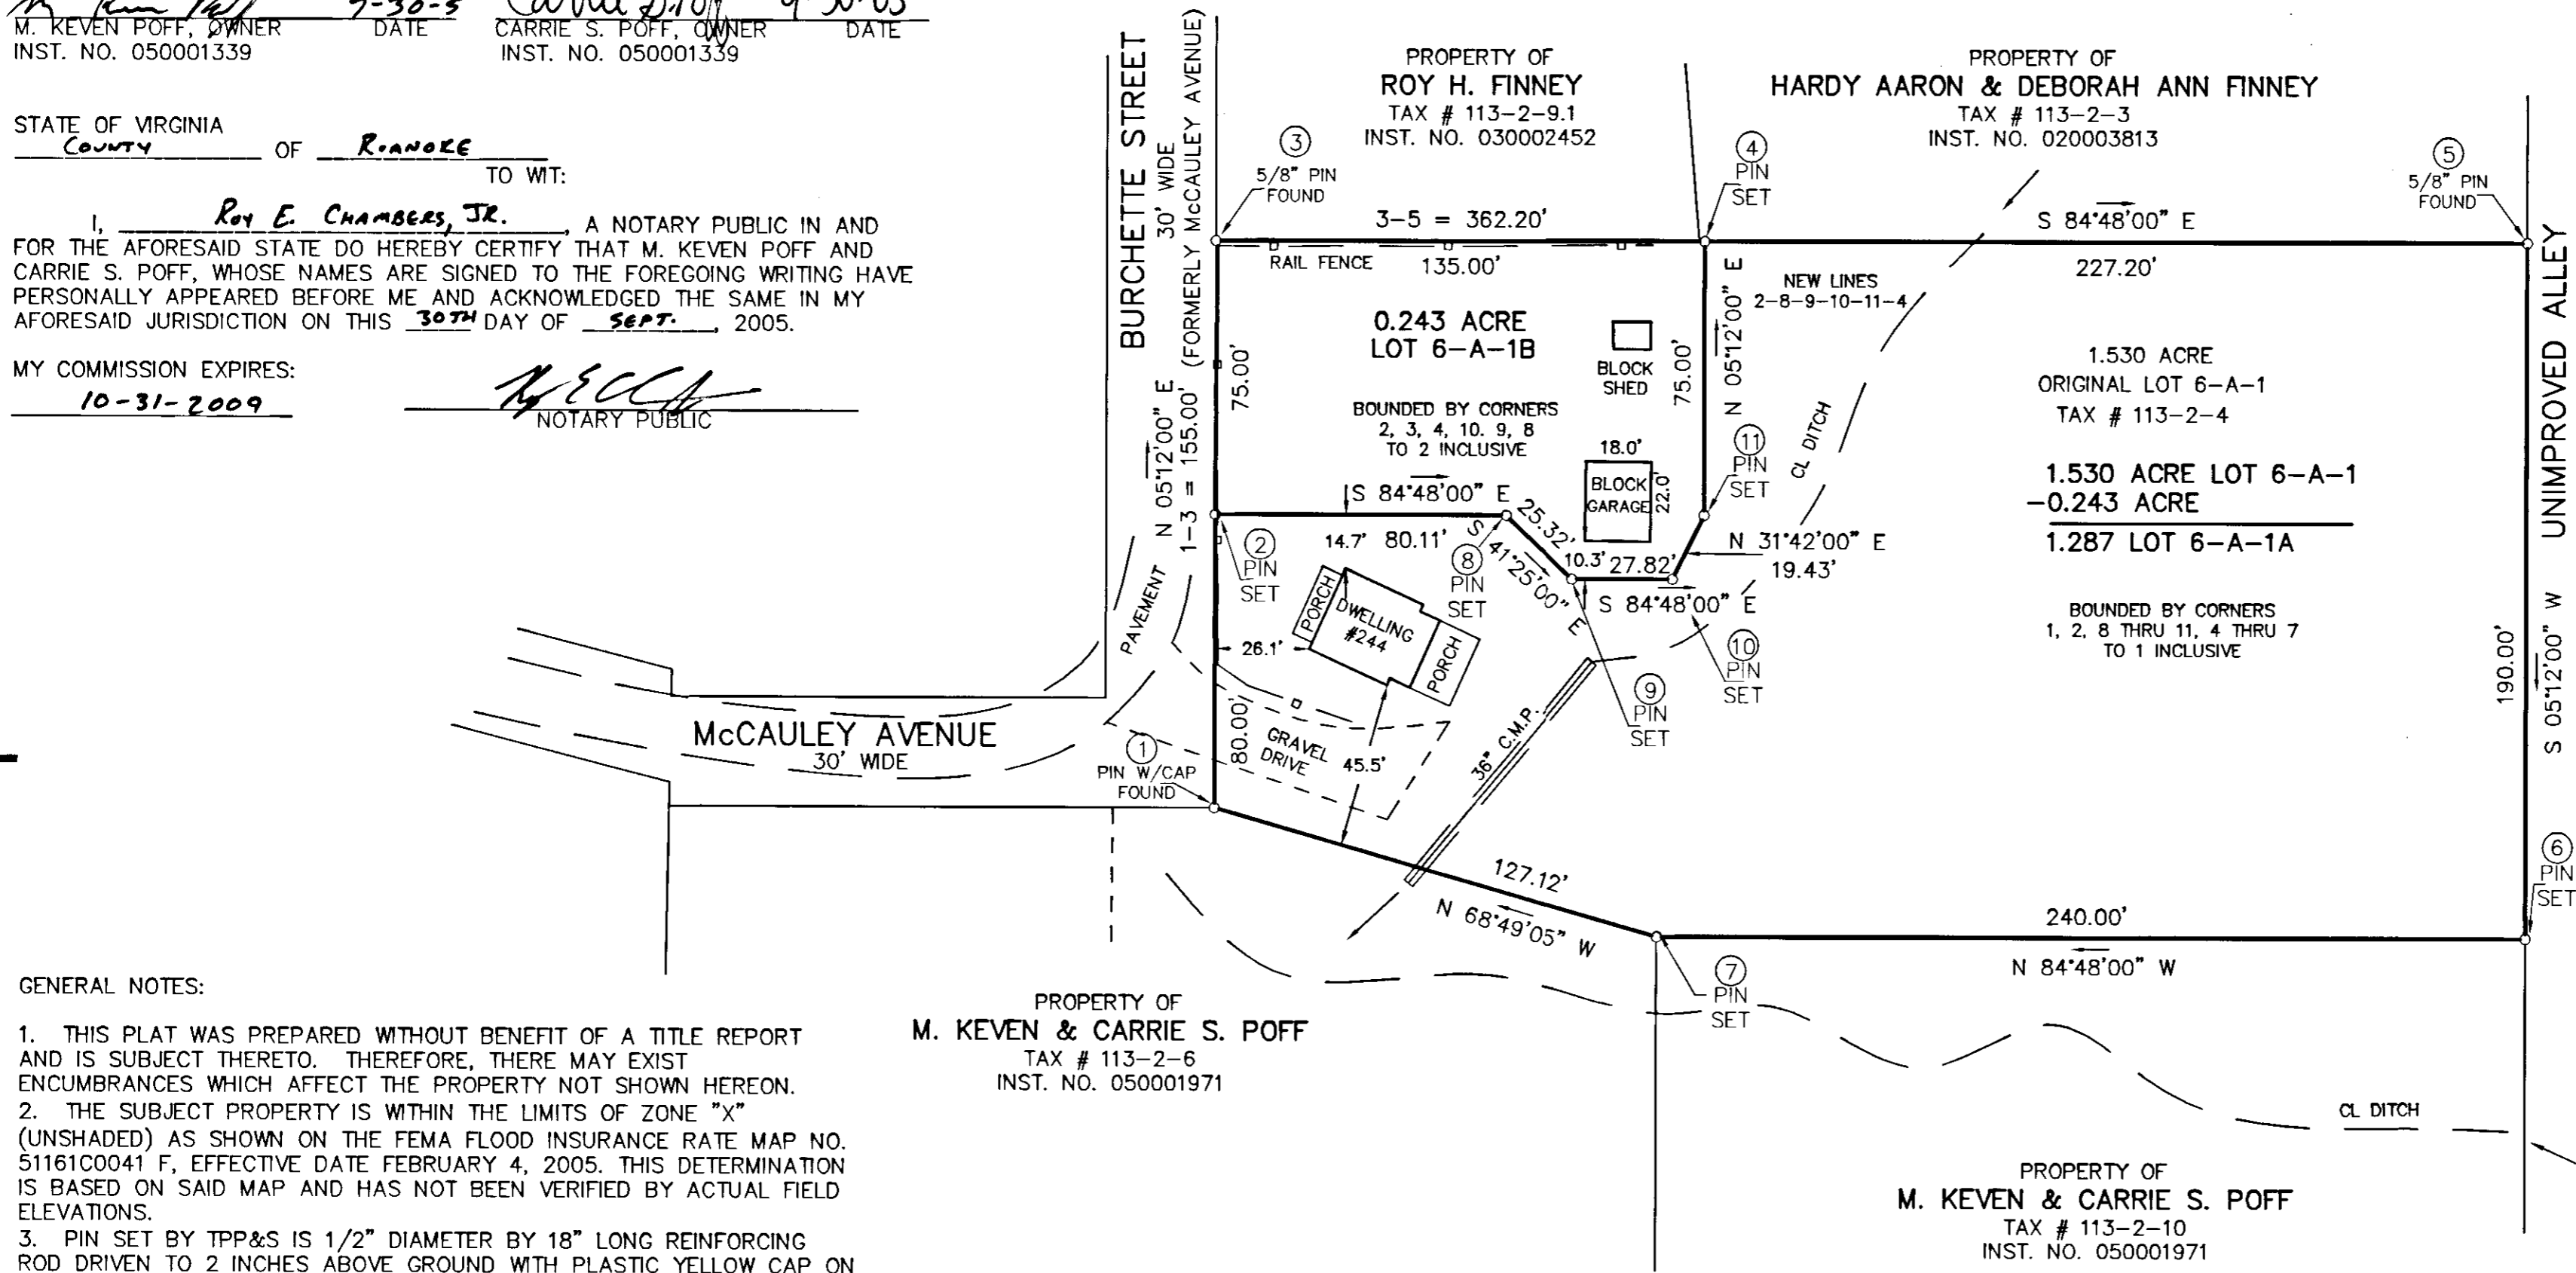 M. Keven Poff 9-30-5 Carrie S Poff 9-30-05
M. KEVEN POFF, OWNER DATE CARRIE S. POFF, OWNER DATE
INST. NO. 050001339 INST. NO. 050001339
STATE OF VIRGINIA
COUNTY OF ROANOKE
TO WIT:
I, ROY E. CHAMBERS, JR., A NOTARY PUBLIC IN AND
FOR THE AFORESAID STATE DO HEREBY CERTIFY THAT M. KEVEN POFF AND
CARRIE S. POFF, WHOSE NAMES ARE SIGNED TO THE FOREGOING WRITING HAVE
PERSONALLY APPEARED BEFORE ME AND ACKNOWLEDGED THE SAME IN MY
AFORESAID JURISDICTION ON THIS 30TH DAY OF SEPT., 2005.
MY COMMISSION EXPIRES:
10-31-2009
NOTARY PUBLIC
BURCHETTE STREET
30' WIDE
(FORMERLY McCAULEY AVENUE)
PROPERTY OF
ROY H. FINNEY
TAX # 113-2-9.1
INST. NO. 030002452
PROPERTY OF
HARDY AARON & DEBORAH ANN FINNEY
TAX # 113-2-3
INST. NO. 020003813
3
5/8" PIN
FOUND
4
PIN
SET
5
5/8" PIN
FOUND
3-5 = 362.20'
S 84°48'00" E
RAIL FENCE
135.00'
227.20'
NEW LINES
2-8-9-10-11-4
0.243 ACRE
LOT 6-A-1B
BLOCK
SHED
75.00'
75.00'
N 05°12'00" E
N 05°12'00" E
1-3 = 155.00'
BOUNDED BY CORNERS
2, 3, 4, 10. 9, 8
TO 2 INCLUSIVE
18.0'
BLOCK
GARAGE
22.0'
11
PIN
SET
CL DITCH
1.530 ACRE
ORIGINAL LOT 6-A-1
TAX # 113-2-4
1.530 ACRE LOT 6-A-1
-0.243 ACRE
1.287 LOT 6-A-1A
BOUNDED BY CORNERS
1, 2, 8 THRU 11, 4 THRU 7
TO 1 INCLUSIVE
UNIMPROVED ALLEY
S 05°12'00" W
190.00'
S 84°48'00" E
14.7' 80.11'
2
PIN
SET
8
PIN
SET
25.32'
S 41°25'00" E
10.3' 27.82'
S 84°48'00" E
N 31°42'00" E
19.43'
10
PIN
SET
9
PIN
SET
PAVEMENT
PORCH
DWELLING
#244
PORCH
26.1'
80.00'
GRAVEL
DRIVE
45.5'
36" C.M.P.
McCAULEY AVENUE
30' WIDE
1
PIN W/CAP
FOUND
127.12'
N 68°49'05" W
240.00'
N 84°48'00" W
6
PIN
SET
7
PIN
SET
CL DITCH
PROPERTY OF
M. KEVEN & CARRIE S. POFF
TAX # 113-2-6
INST. NO. 050001971
PROPERTY OF
M. KEVEN & CARRIE S. POFF
TAX # 113-2-10
INST. NO. 050001971
GENERAL NOTES:
1. THIS PLAT WAS PREPARED WITHOUT BENEFIT OF A TITLE REPORT
AND IS SUBJECT THERETO. THEREFORE, THERE MAY EXIST
ENCUMBRANCES WHICH AFFECT THE PROPERTY NOT SHOWN HEREON.
2. THE SUBJECT PROPERTY IS WITHIN THE LIMITS OF ZONE "X"
(UNSHADED) AS SHOWN ON THE FEMA FLOOD INSURANCE RATE MAP NO.
51161C0041 F, EFFECTIVE DATE FEBRUARY 4, 2005. THIS DETERMINATION
IS BASED ON SAID MAP AND HAS NOT BEEN VERIFIED BY ACTUAL FIELD
ELEVATIONS.
3. PIN SET BY TPP&S IS 1/2" DIAMETER BY 18" LONG REINFORCING
ROD DRIVEN TO 2 INCHES ABOVE GROUND WITH PLASTIC YELLOW CAP ON